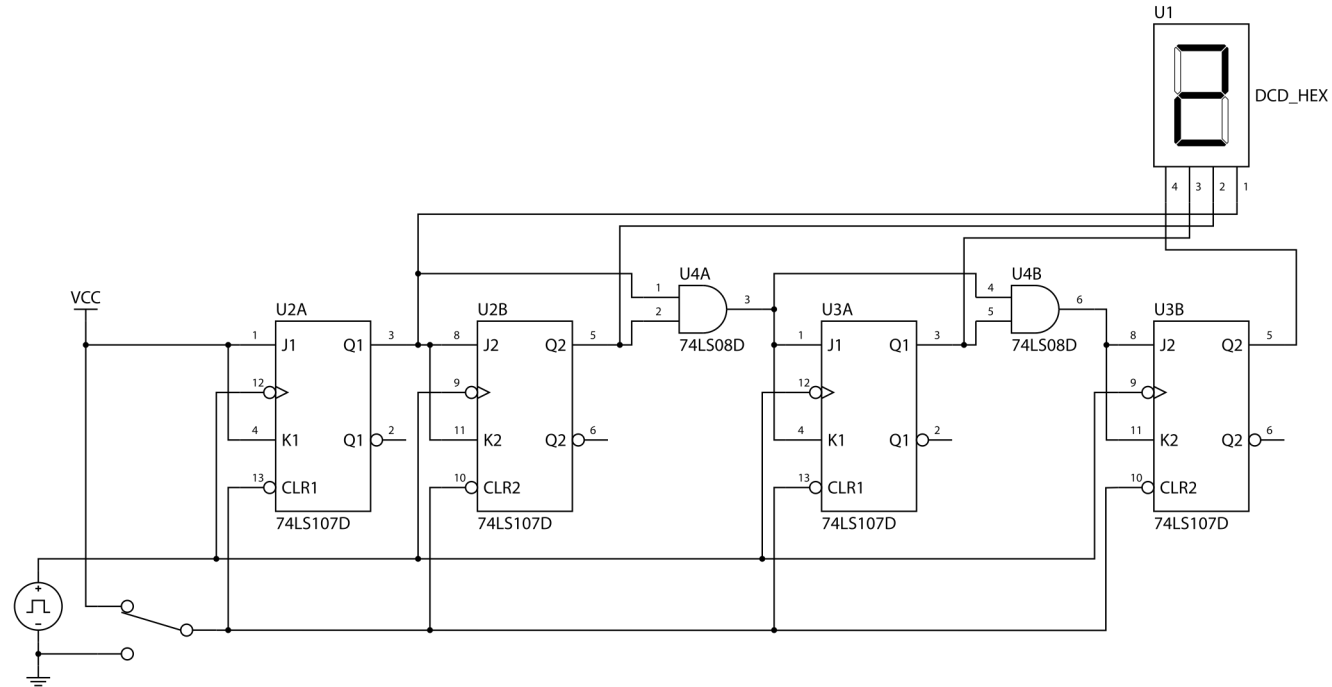 U1
DCD_HEX
4 3 2 1
U4A
1
2
3
74LS08D
U4B
4
5
6
74LS08D
VCC
U2A
1 J1 Q1 3
12
4 K1 Q1 2
13 CLR1
74LS107D
U2B
8 J2 Q2 5
9
11 K2 Q2 6
10 CLR2
74LS107D
U3A
1 J1 Q1 3
12
4 K1 Q1 2
13 CLR1
74LS107D
U3B
8 J2 Q2 5
9
11 K2 Q2 6
10 CLR2
74LS107D
+
−